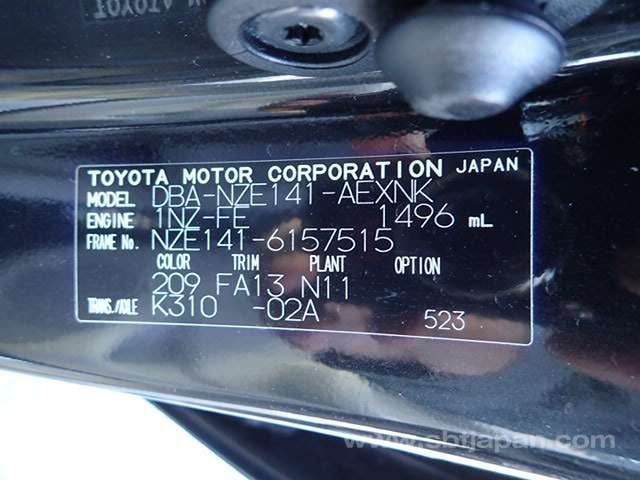 TOYOTA MOTOR CORPORATION JAPAN
MODEL DBA-NZE141-AEXNK
ENGINE 1NZ-FE 1496 mL
FRAME No. NZE141-6157515
COLOR TRIM PLANT OPTION
209 FA13 N11
TRANS./AXLE K310 -02A
523
www.sbtjapan.com